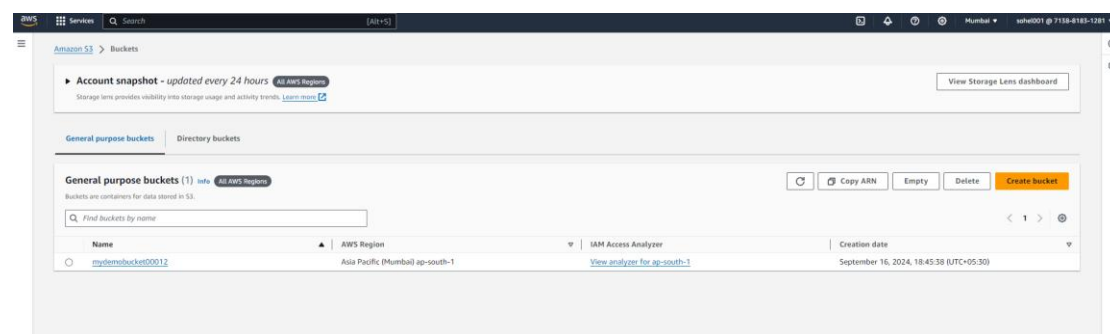 aws Services Search [Alt+S] Mumbai ▼ sohel001 @ 7138-8183-1281
Amazon S3 > Buckets
▶ Account snapshot - updated every 24 hours All AWS Regions View Storage Lens dashboard
Storage lens provides visibility into storage usage and activity trends. Learn more
General purpose buckets Directory buckets
General purpose buckets (1) Info All AWS Regions Copy ARN Empty Delete Create bucket
Buckets are containers for data stored in S3.
Find buckets by name < 1 >
Name ▲ AWS Region IAM Access Analyzer Creation date
mydemobucket00012 Asia Pacific (Mumbai) ap-south-1 View analyzer for ap-south-1 September 16, 2024, 18:45:38 (UTC+05:30)